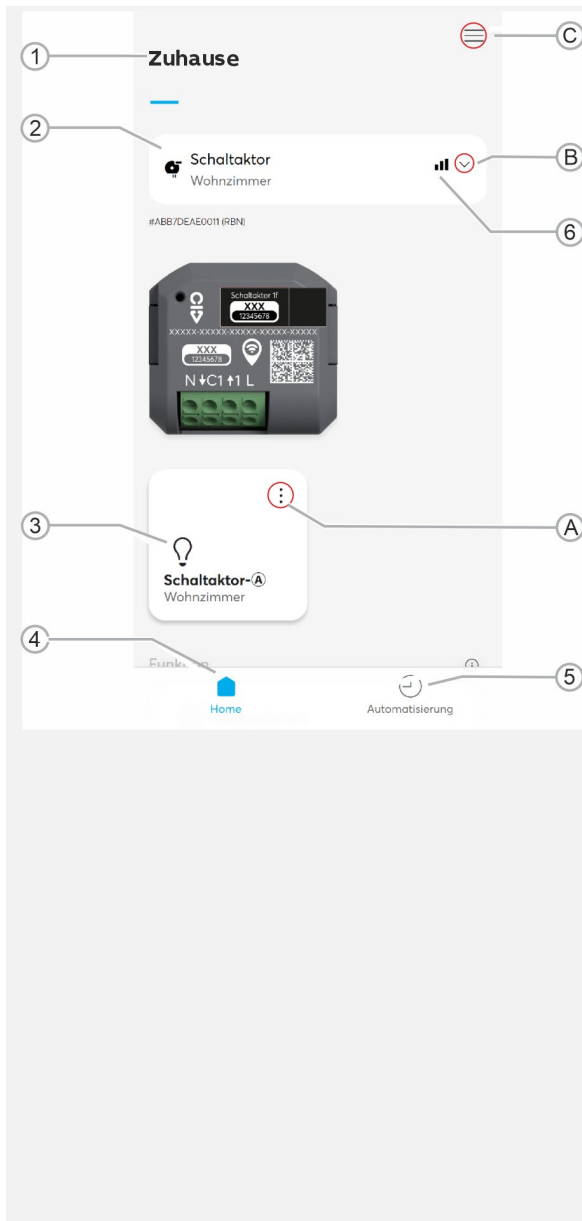 C
1
Zuhause
2
Schaltaktor
Wohnzimmer
B
6
#ABB7DEAE0011 (RBN)
Schaltaktor 1f
XXX
12345678
XXXXX-XXXXX-XXXXX-XXXXX-XXXXX
XXX
12345678
N C1 1 L
A
3
Schaltaktor-Ⓐ
Wohnzimmer
4
Funktion
5
Home
Automatisierung